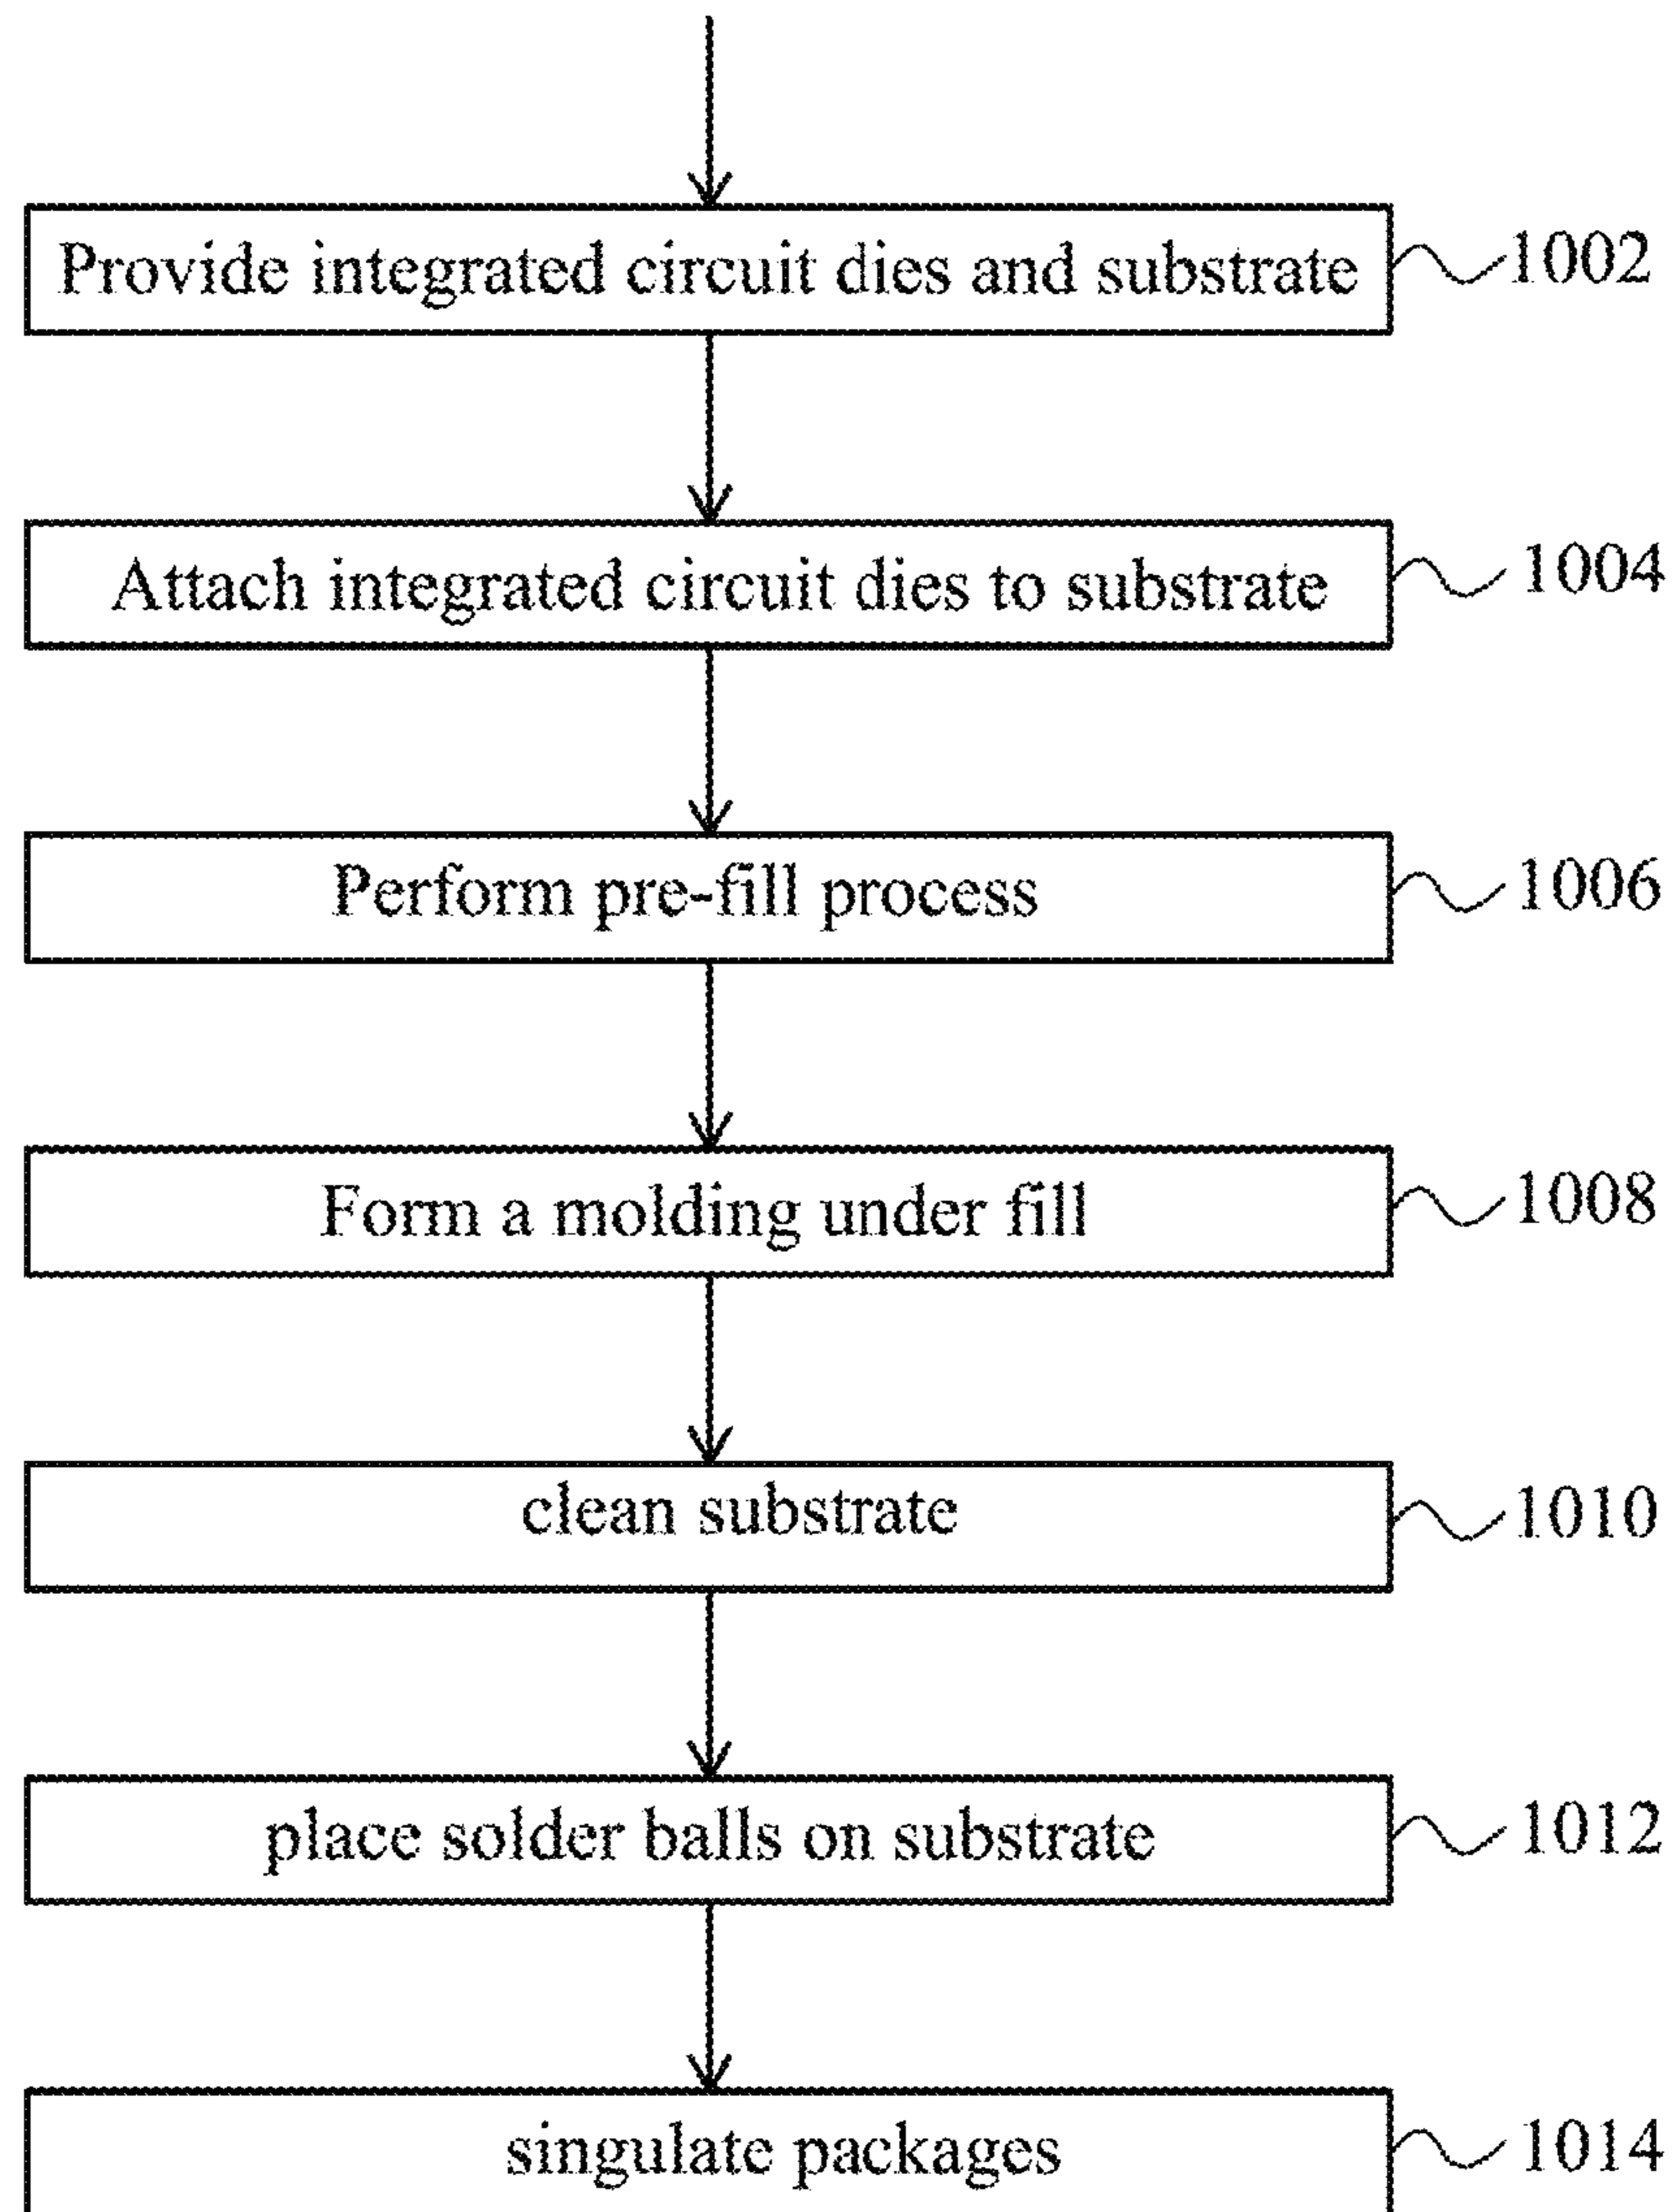 Provide integrated circuit dies and substrate 1002
Attach integrated circuit dies to substrate 1004
Perform pre-fill process 1006
Form a molding under fill 1008
clean substrate 1010
place solder balls on substrate 1012
singulate packages 1014